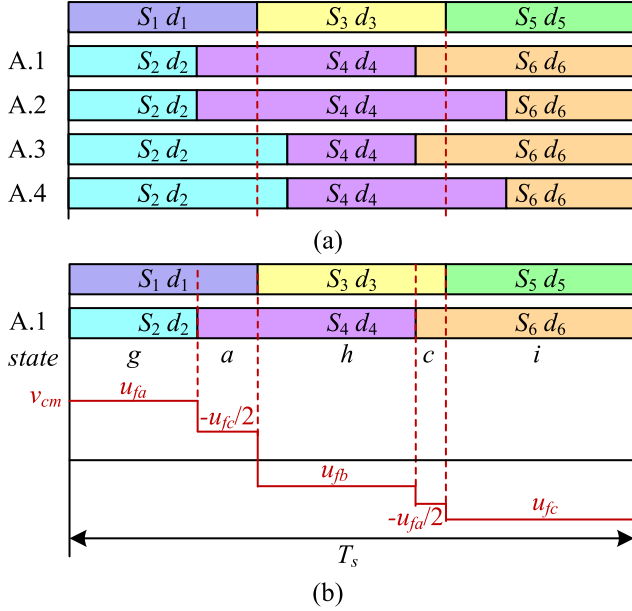 S1 d1 S3 d3 S5 d5
A.1 S2 d2 S4 d4 S6 d6
A.2 S2 d2 S4 d4 S6 d6
A.3 S2 d2 S4 d4 S6 d6
A.4 S2 d2 S4 d4 S6 d6
(a)
S1 d1 S3 d3 S5 d5
A.1 S2 d2 S4 d4 S6 d6
state g a h c i
vcm ufa
-ufc/2
ufb
-ufa/2 ufc
Ts
(b)